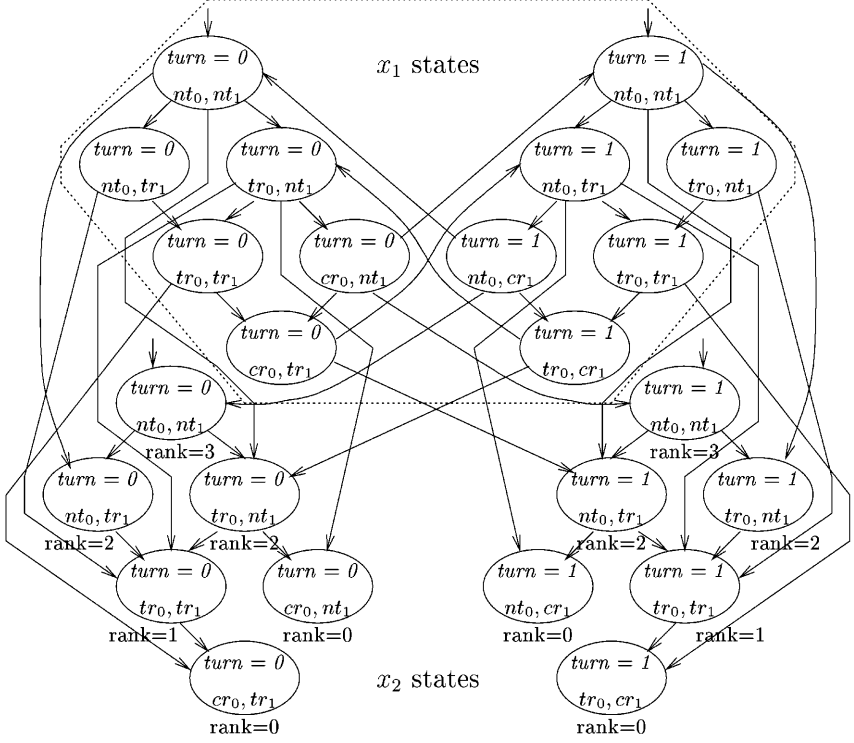 turn = 0
nt₀, nt₁
x₁ states
turn = 1
nt₀, nt₁
turn = 0
nt₀, tr₁
turn = 0
tr₀, nt₁
turn = 1
nt₀, tr₁
turn = 1
tr₀, nt₁
turn = 0
tr₀, tr₁
turn = 0
cr₀, nt₁
turn = 1
nt₀, cr₁
turn = 1
tr₀, tr₁
turn = 0
cr₀, tr₁
turn = 1
tr₀, cr₁
turn = 0
nt₀, nt₁
rank=3
turn = 1
nt₀, nt₁
rank=3
turn = 0
nt₀, tr₁
rank=2
turn = 0
tr₀, nt₁
rank=2
turn = 1
nt₀, tr₁
rank=2
turn = 1
tr₀, nt₁
rank=2
turn = 0
tr₀, tr₁
rank=1
turn = 0
cr₀, nt₁
rank=0
turn = 1
nt₀, cr₁
rank=0
turn = 1
tr₀, tr₁
rank=1
turn = 0
cr₀, tr₁
rank=0
x₂ states
turn = 1
tr₀, cr₁
rank=0